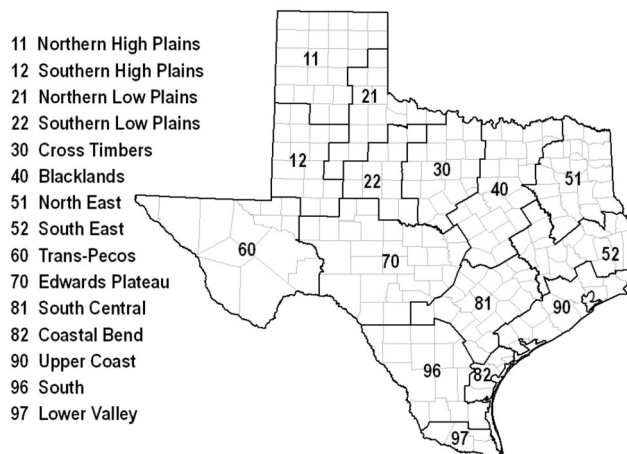 11 Northern High Plains
12 Southern High Plains
21 Northern Low Plains
22 Southern Low Plains
30 Cross Timbers
40 Blacklands
51 North East
52 South East
60 Trans-Pecos
70 Edwards Plateau
81 South Central
82 Coastal Bend
90 Upper Coast
96 South
97 Lower Valley
11
21
12
22
30
40
51
60
70
52
81
90
96
82
97